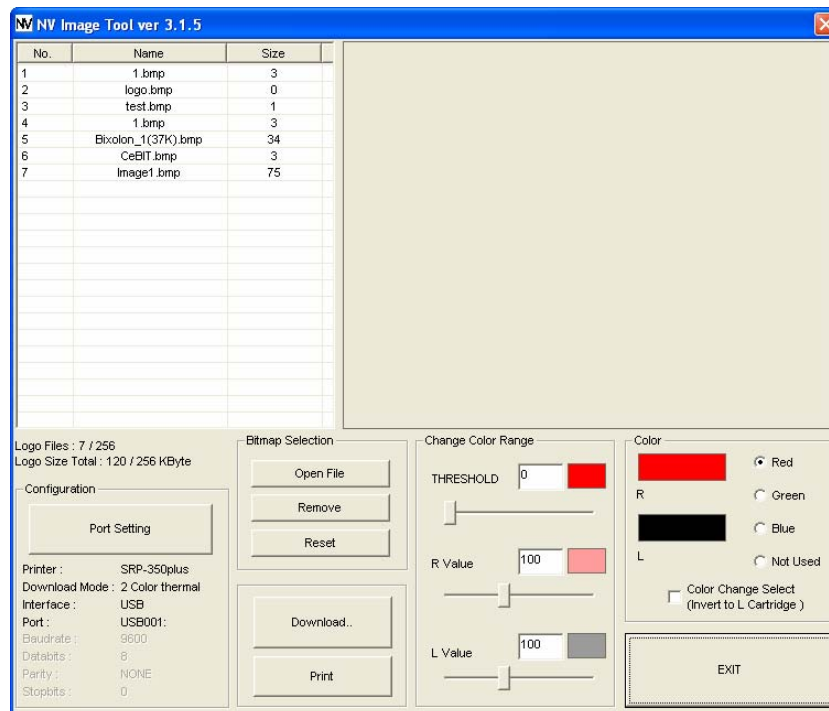 NV NV Image Tool ver 3.1.5
No. Name Size
1 1.bmp 3
2 logo.bmp 0
3 test.bmp 1
4 1.bmp 3
5 Bixolon_1(37K).bmp 34
6 CeBIT.bmp 3
7 Image1.bmp 75
Logo Files : 7 / 256
Logo Size Total : 120 / 256 KByte
Configuration
Port Setting
Printer : SRP-350plus
Download Mode : 2 Color thermal
Interface : USB
Port : USB001:
Baudrate : 9600
Databits : 8
Parity : NONE
Stopbits : 0
Bitmap Selection
Open File
Remove
Reset
Download..
Print
Change Color Range
THRESHOLD 0
R Value 100
L Value 100
Color
R
L
Red
Green
Blue
Not Used
Color Change Select
(Invert to L Cartridge )
EXIT